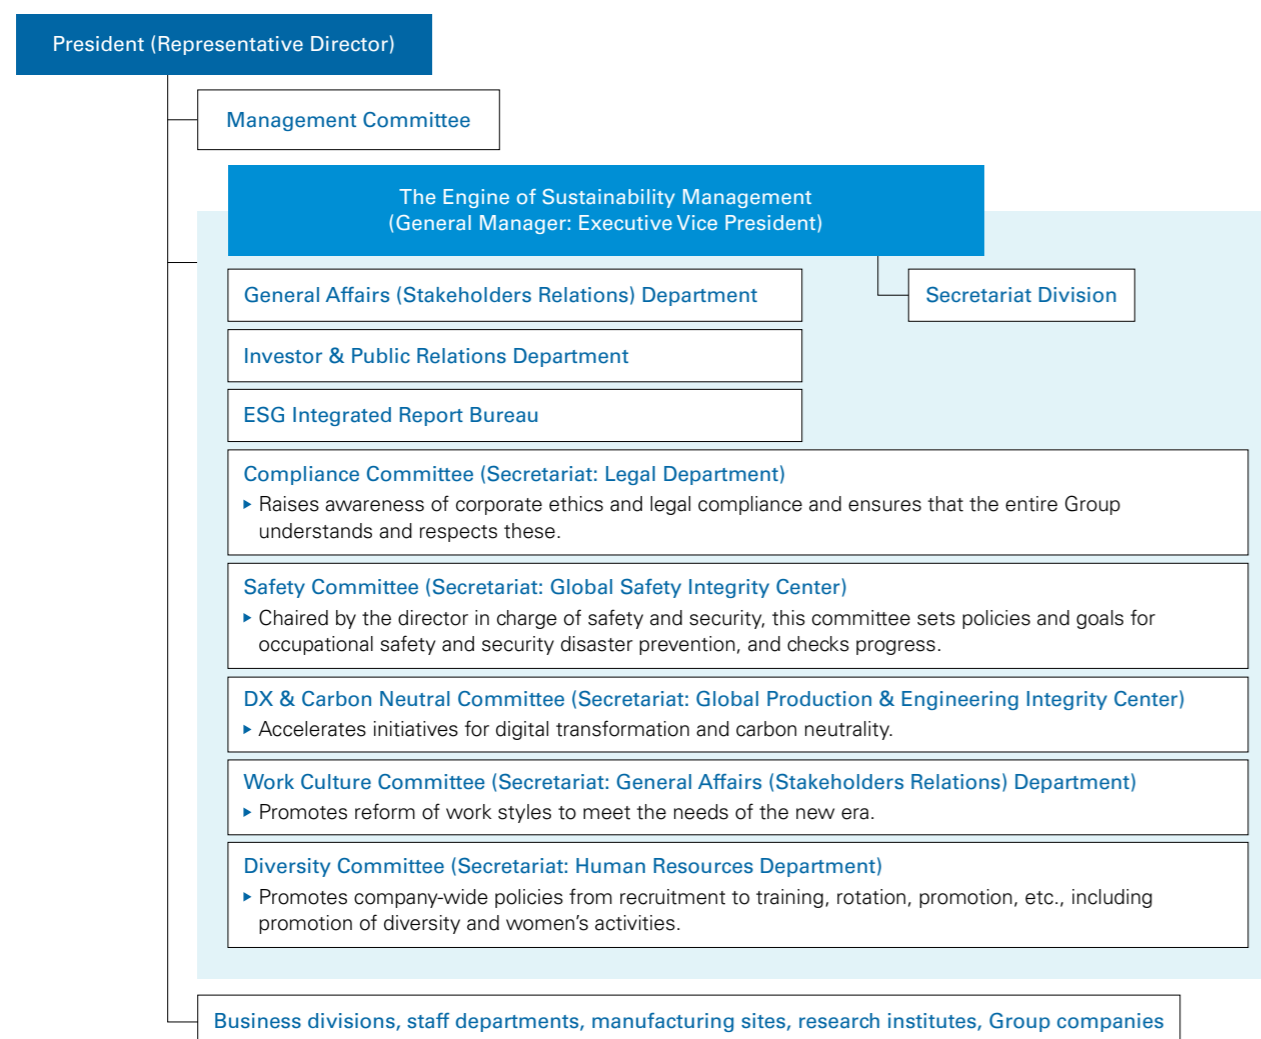 President (Representative Director)
Management Committee
The Engine of Sustainability Management
(General Manager: Executive Vice President)
General Affairs (Stakeholders Relations) Department
Secretariat Division
Investor & Public Relations Department
ESG Integrated Report Bureau
Compliance Committee (Secretariat: Legal Department)
▸ Raises awareness of corporate ethics and legal compliance and ensures that the entire Group
understands and respects these.
Safety Committee (Secretariat: Global Safety Integrity Center)
▸ Chaired by the director in charge of safety and security, this committee sets policies and goals for
occupational safety and security disaster prevention, and checks progress.
DX & Carbon Neutral Committee (Secretariat: Global Production & Engineering Integrity Center)
▸ Accelerates initiatives for digital transformation and carbon neutrality.
Work Culture Committee (Secretariat: General Affairs (Stakeholders Relations) Department)
▸ Promotes reform of work styles to meet the needs of the new era.
Diversity Committee (Secretariat: Human Resources Department)
▸ Promotes company-wide policies from recruitment to training, rotation, promotion, etc., including
promotion of diversity and women’s activities.
Business divisions, staff departments, manufacturing sites, research institutes, Group companies